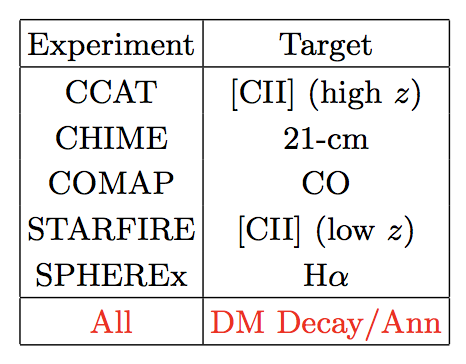 Experiment Target
CCAT [CII] (high z)
CHIME 21-cm
COMAP CO
STARFIRE [CII] (low z)
SPHEREx Hα
All DM Decay/Ann